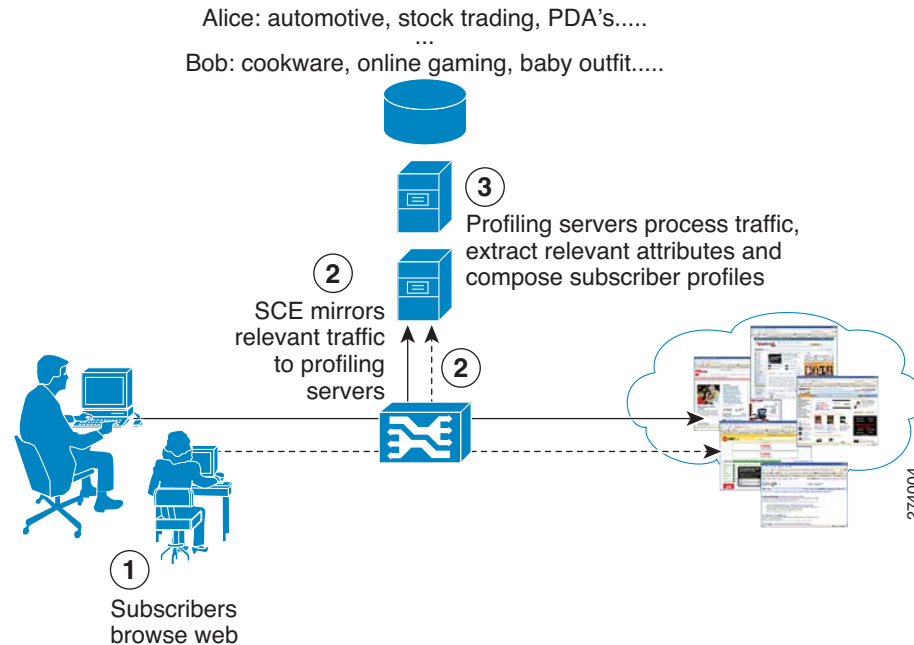 Alice: automotive, stock trading, PDA's.....
...
Bob: cookware, online gaming, baby outfit.....
3
Profiling servers process traffic,
extract relevant attributes and
compose subscriber profiles
2
SCE mirrors
relevant traffic
to profiling
servers
2
1
Subscribers
browse web
274004